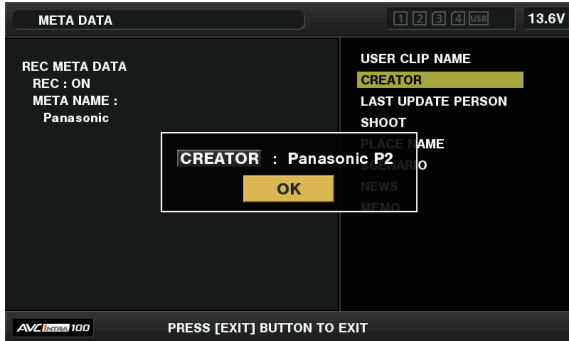 META DATA
1 2 3 4 USB
13.6V
REC META DATA
REC : ON
META NAME :
Panasonic
USER CLIP NAME
CREATOR
LAST UPDATE PERSON
SHOOT
PLACE NAME
SCENARIO
NEWS
MEMO
CREATOR : Panasonic P2
OK
AVC INTRA 100
PRESS [EXIT] BUTTON TO EXIT